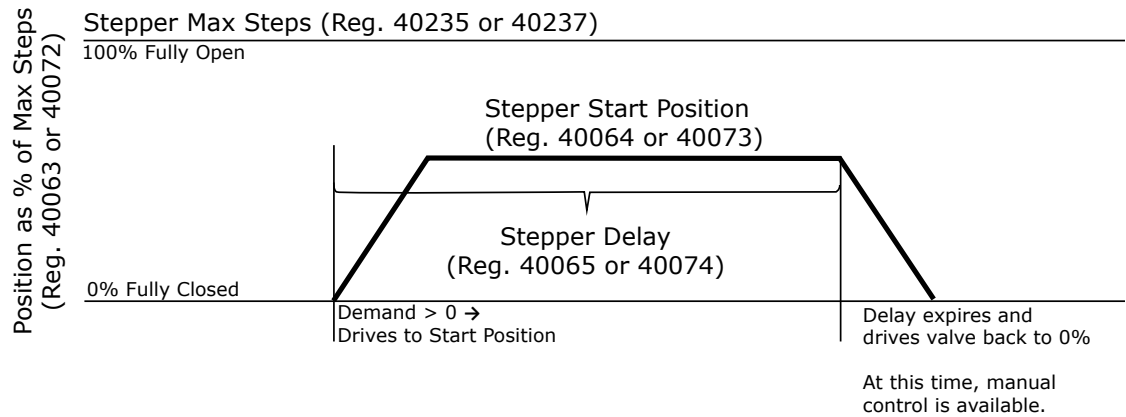 Position as % of Max Steps
(Reg. 40063 or 40072)
Stepper Max Steps (Reg. 40235 or 40237)
100% Fully Open
Stepper Start Position
(Reg. 40064 or 40073)
Stepper Delay
(Reg. 40065 or 40074)
0% Fully Closed
Demand > 0 →
Drives to Start Position
Delay expires and
drives valve back to 0%
At this time, manual
control is available.